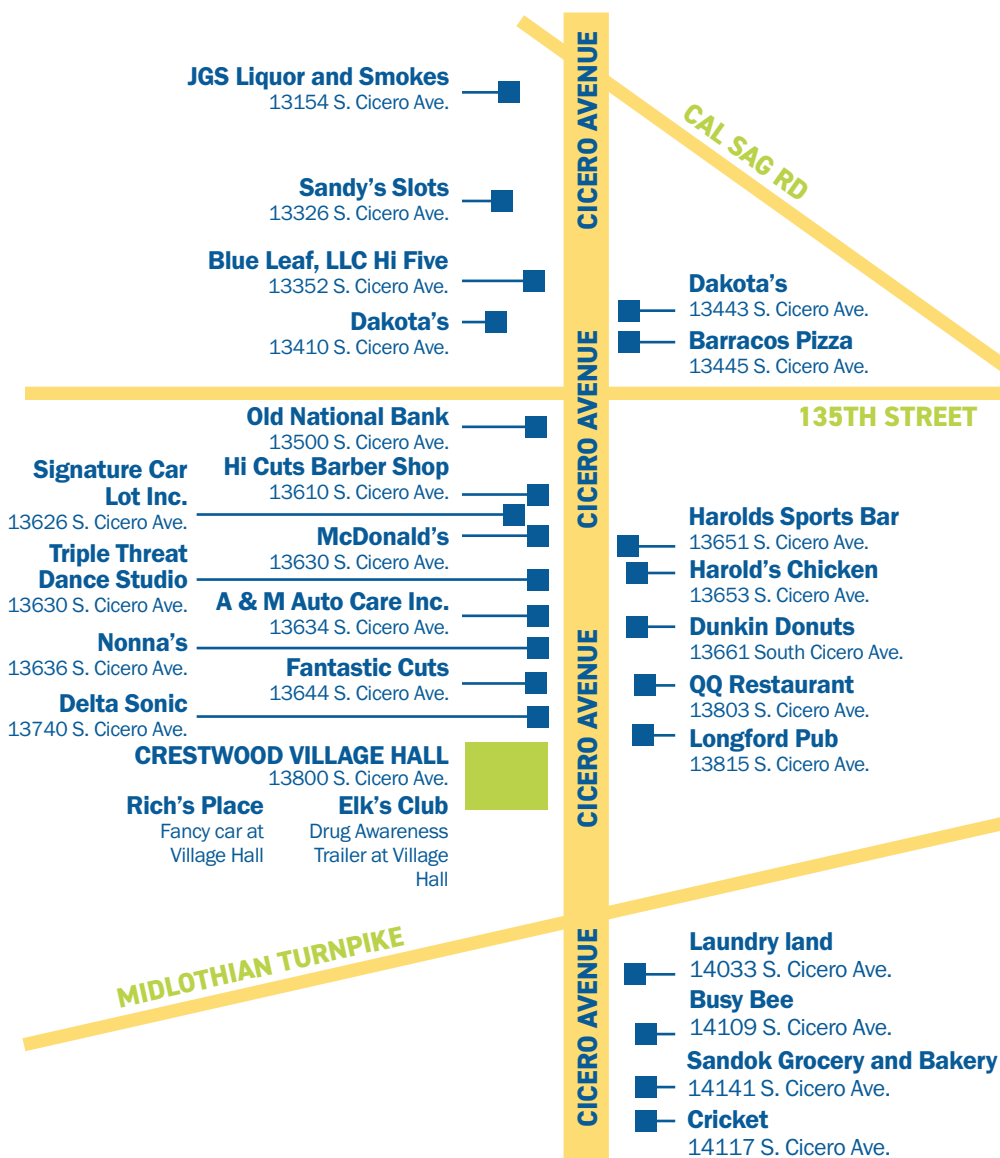 CICERO AVENUE
CAL SAG RD
JGS Liquor and Smokes
13154 S. Cicero Ave.
Sandy's Slots
13326 S. Cicero Ave.
Blue Leaf, LLC Hi Five
13352 S. Cicero Ave.
Dakota's
13410 S. Cicero Ave.
Dakota's
13443 S. Cicero Ave.
Barracos Pizza
13445 S. Cicero Ave.
CICERO AVENUE
135TH STREET
Old National Bank
13500 S. Cicero Ave.
Hi Cuts Barber Shop
13610 S. Cicero Ave.
Signature Car
Lot Inc.
13626 S. Cicero Ave.
McDonald's
13630 S. Cicero Ave.
Triple Threat
Dance Studio
13630 S. Cicero Ave.
A & M Auto Care Inc.
13634 S. Cicero Ave.
Nonna's
13636 S. Cicero Ave.
Fantastic Cuts
13644 S. Cicero Ave.
Delta Sonic
13740 S. Cicero Ave.
CRESTWOOD VILLAGE HALL
13800 S. Cicero Ave.
Rich's Place
Fancy car at
Village Hall
Elk's Club
Drug Awareness
Trailer at Village
Hall
CICERO AVENUE
Harolds Sports Bar
13651 S. Cicero Ave.
Harold's Chicken
13653 S. Cicero Ave.
Dunkin Donuts
13661 South Cicero Ave.
QQ Restaurant
13803 S. Cicero Ave.
Longford Pub
13815 S. Cicero Ave.
MIDLOTHIAN TURNPIKE
CICERO AVENUE
Laundry land
14033 S. Cicero Ave.
Busy Bee
14109 S. Cicero Ave.
Sandok Grocery and Bakery
14141 S. Cicero Ave.
Cricket
14117 S. Cicero Ave.